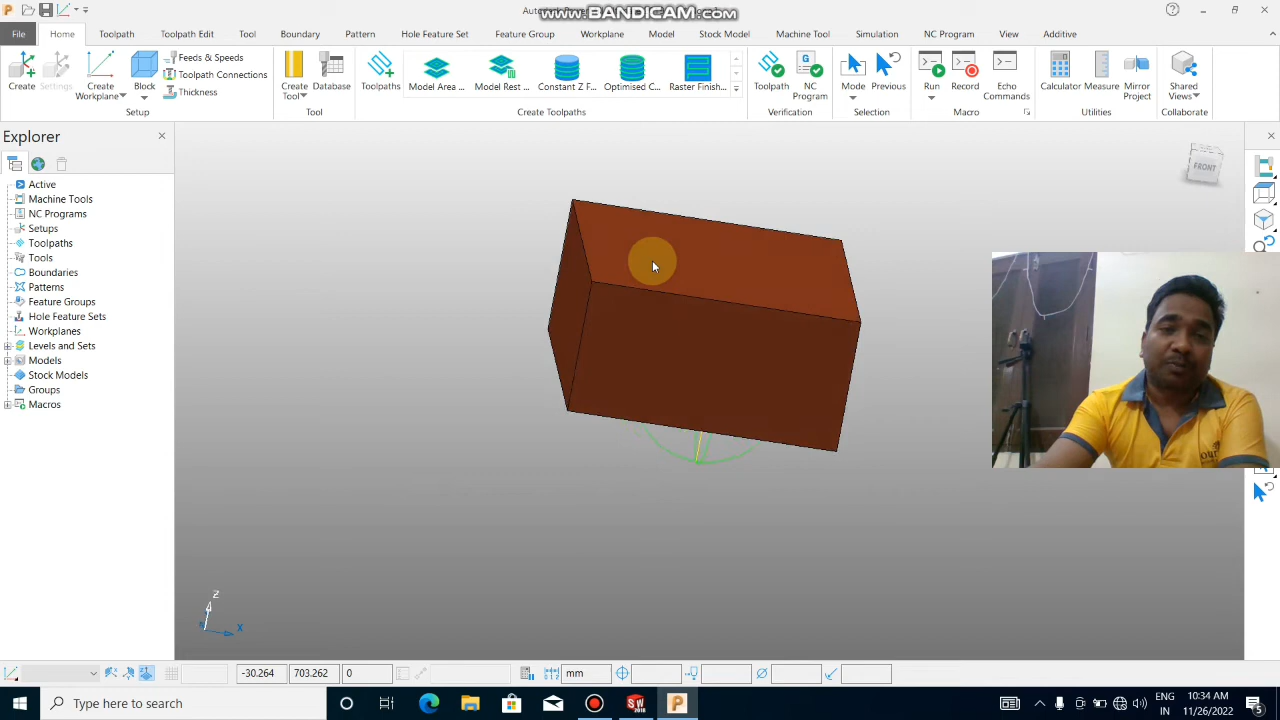 www.BANDICAM.com
File
Home
Toolpath
Toolpath Edit
Tool
Boundary
Pattern
Hole Feature Set
Feature Group
Workplane
Model
Stock Model
Machine Tool
Simulation
NC Program
View
Additive
Create
Settings
Create
Workplane
Block
Feeds & Speeds
Toolpath Connections
Thickness
Setup
Create
Tool
Database
Tool
Toolpaths
Model Area ...
Model Rest ...
Constant Z F...
Optimised C...
Raster Finish...
Create Toolpaths
Toolpath
NC
Program
Verification
Mode
Previous
Selection
Run
Record
Echo
Commands
Macro
Calculator
Measure
Mirror
Project
Utilities
Shared
Views
Collaborate
Explorer
Active
Machine Tools
NC Programs
Setups
Toolpaths
Tools
Boundaries
Patterns
Feature Groups
Hole Feature Sets
Workplanes
Levels and Sets
Models
Stock Models
Groups
Macros
FRONT
Z
X
-30.264
703.262
0
mm
Type here to search
ENG
IN
10:34 AM
11/26/2022
5